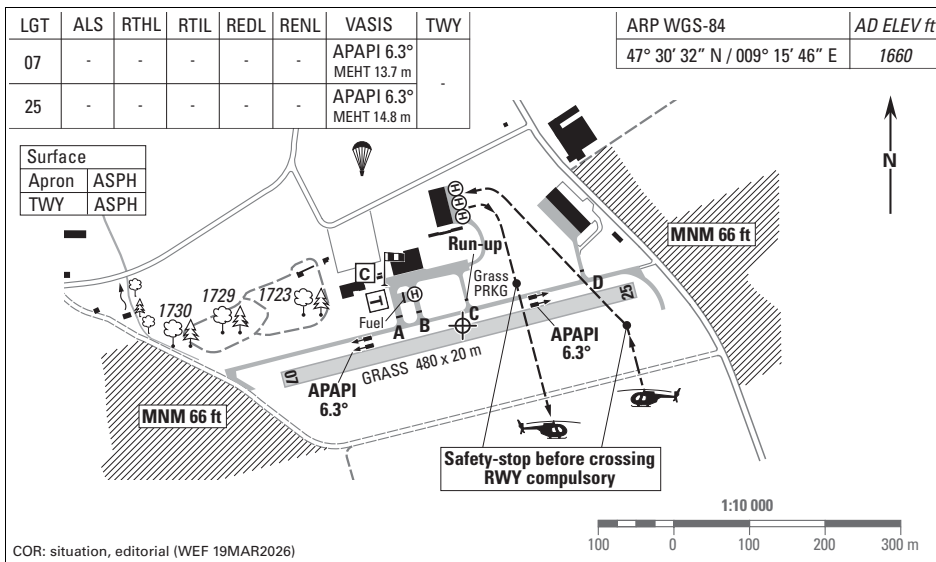 LGT ALS RTHL RTIL REDL RENL VASIS TWY
07 - - - - - APAPI 6.3° -
MEHT 13.7 m
25 - - - - - APAPI 6.3°
MEHT 14.8 m
ARP WGS-84 AD ELEV ft
47° 30' 32" N / 009° 15' 46" E 1660
Surface
Apron ASPH
TWY ASPH
N
H
H
H
MNM 66 ft
Run-up
C
Grass
PRKG
D
T
H
1723
1729
1730
Fuel
A B C
25
APAPI
6.3°
GRASS 480 x 20 m
07
APAPI
6.3°
MNM 66 ft
Safety-stop before crossing
RWY compulsory
1:10 000
100 0 100 200 300 m
COR: situation, editorial (WEF 19MAR2026)